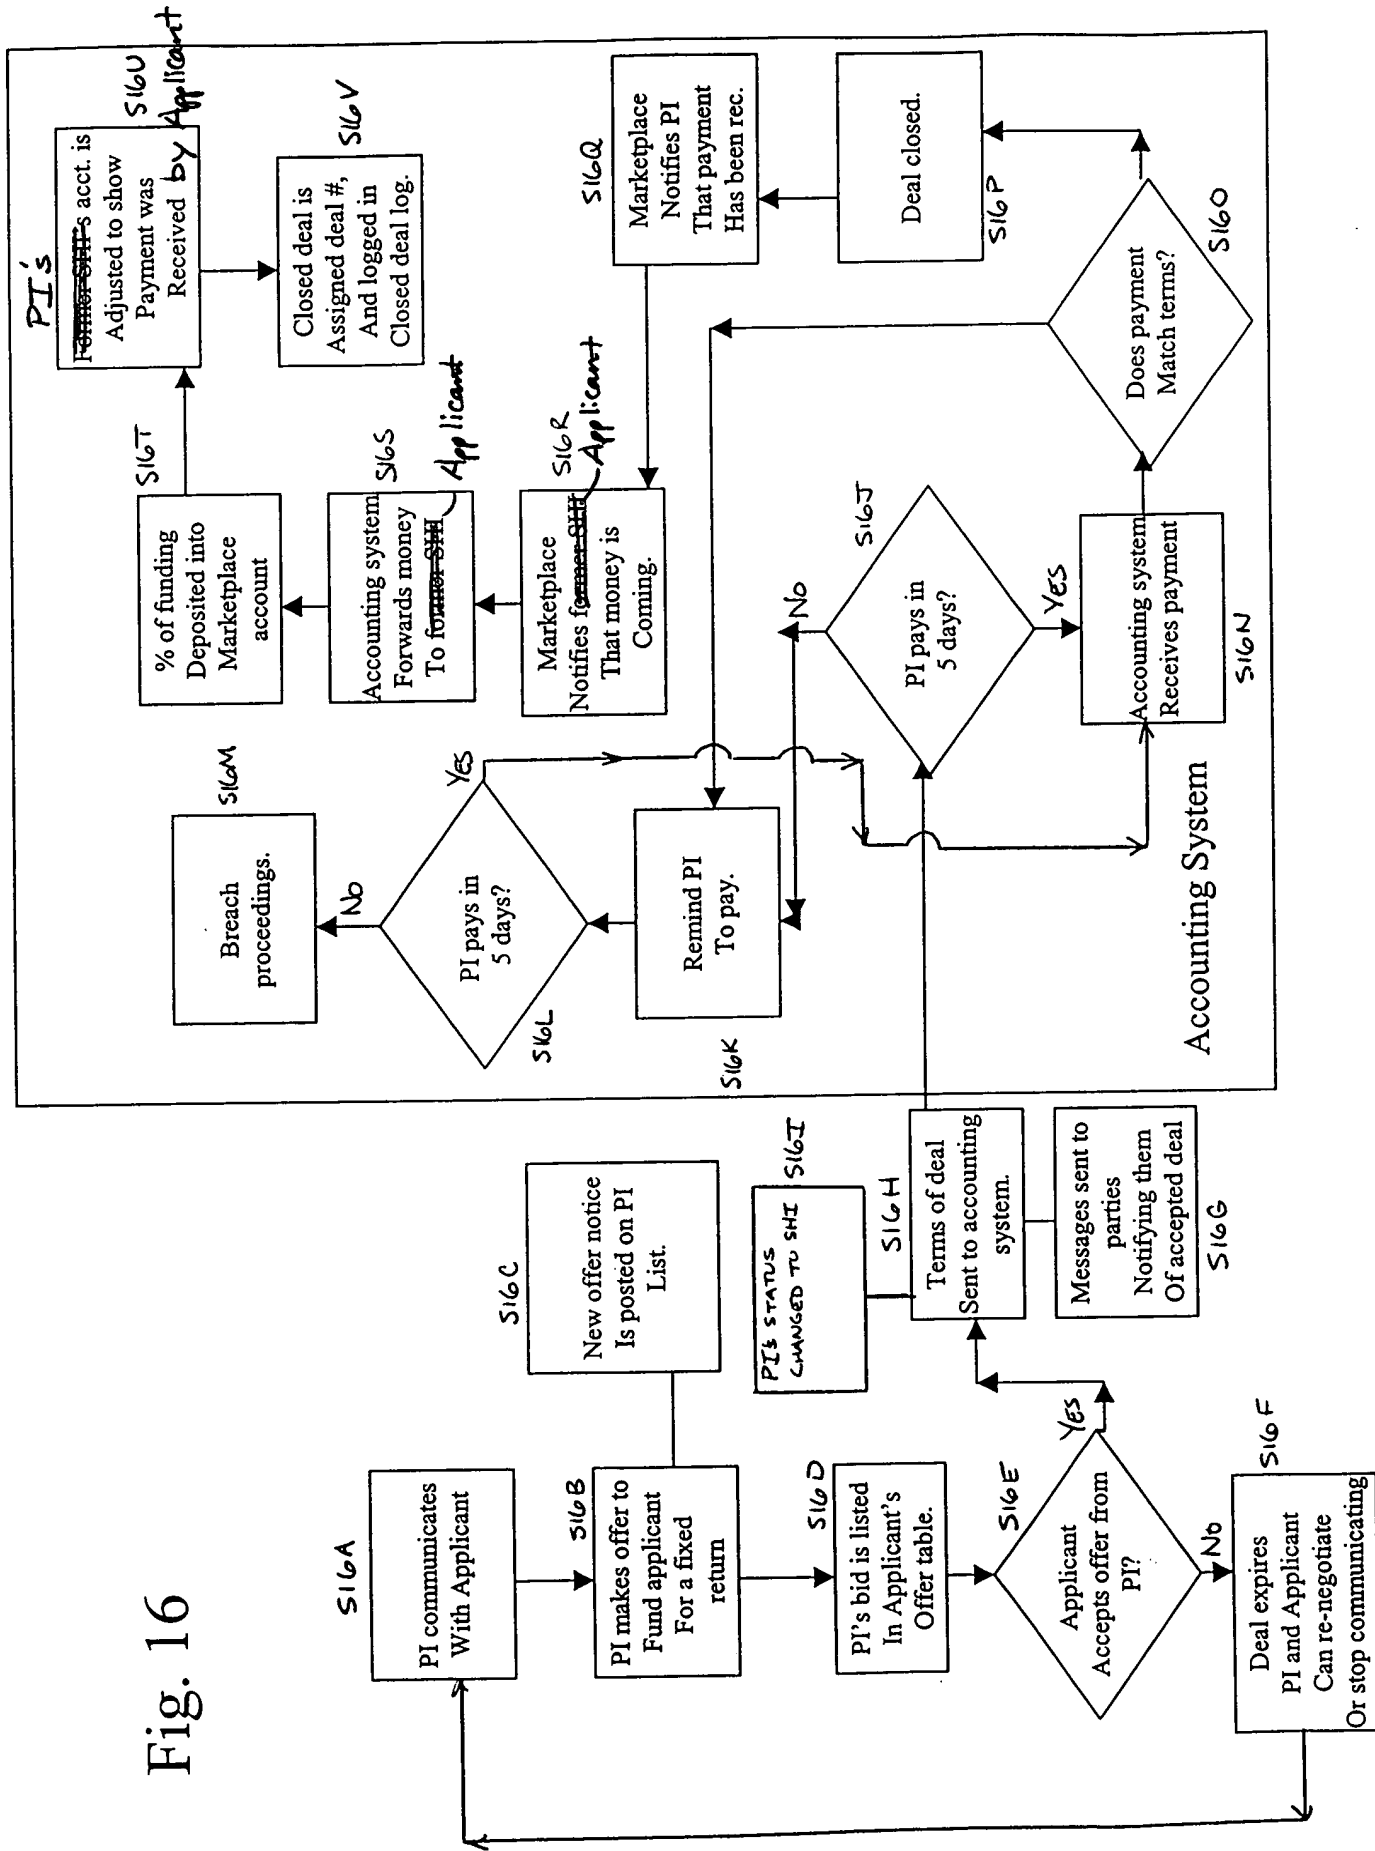 Fig. 16
S16A
PI communicates
With Applicant
S16B
PI makes offer to
Fund applicant
For a fixed
return
S16C
New offer notice
Is posted on PI
List.
S16D
PI's bid is listed
In Applicant's
Offer table.
S16E
Applicant
Accepts offer from
PI?
Yes
No
S16F
Deal expires
PI and Applicant
Can re-negotiate
Or stop communicating
S16I
PI's STATUS
CHANGED TO SHI
S16H
Terms of deal
Sent to accounting
system.
Messages sent to
parties
Notifying them
Of accepted deal
S16G
S16M
Breach
proceedings.
No
PI pays in
5 days?
Yes
S16L
Remind PI
To pay.
S16K
S16J
PI pays in
5 days?
No
Yes
Accounting system
Receives payment
S16N
Does payment
Match terms?
S16O
Deal closed.
S16P
S16Q
Marketplace
Notifies PI
That payment
Has been rec.
S16R
Marketplace
Notifies former SHI Applicant
That money is
Coming.
S16S
Accounting system
Forwards money
To former SH Applicant
S16T
% of funding
Deposited into
Marketplace
account
S16U
PI's
Former SHI's acct. is
Adjusted to show
Payment was
Received by Applicant
S16V
Closed deal is
Assigned deal #,
And logged in
Closed deal log.
Accounting System